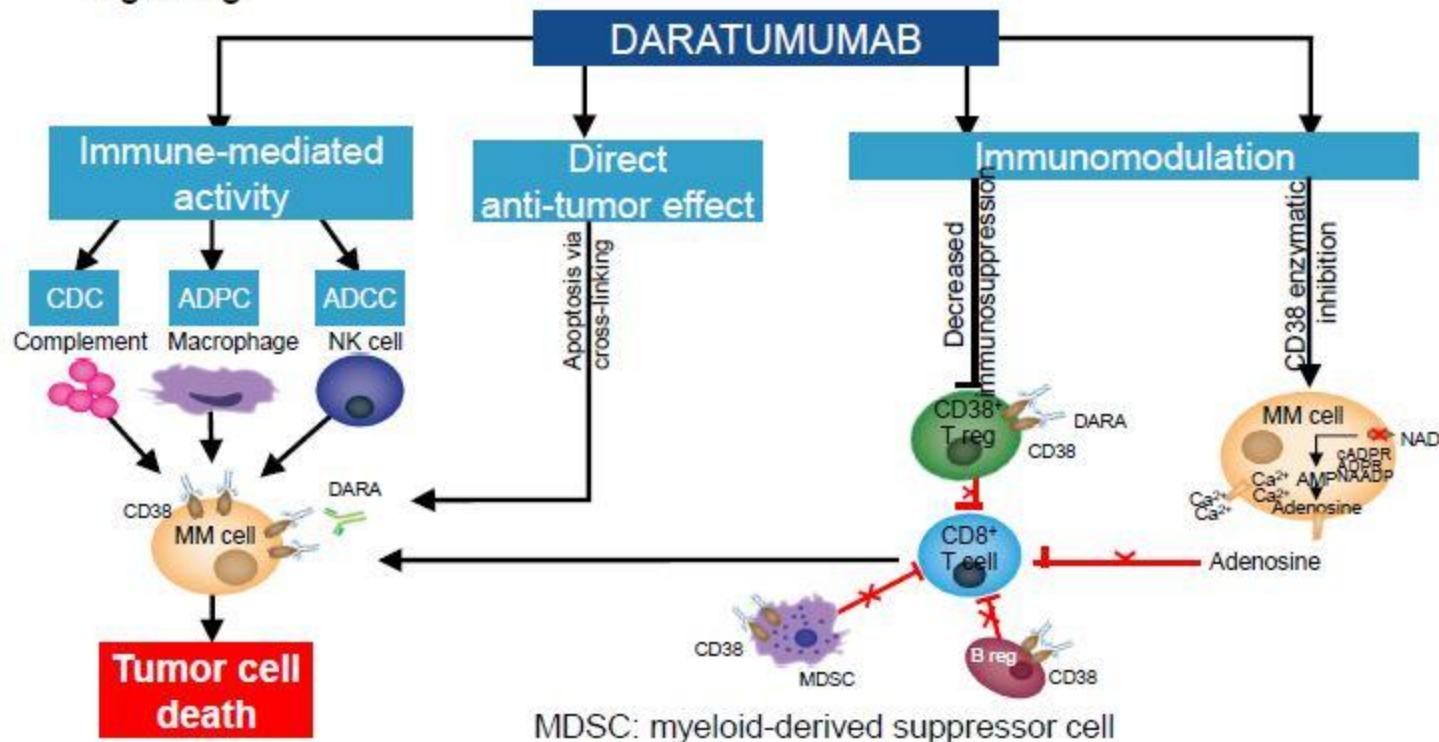 DARATUMUMAB
Immune-mediated
activity
Direct
anti-tumor effect
Immunomodulation
CDC
ADPC
ADCC
Complement
Macrophage
NK cell
Apoptosis via
cross-linking
Decreased
immunosuppression
CD38 enzymatic
inhibition
CD38
MM cell
DARA
CD38⁺
T reg
DARA
CD38
MM cell
NAD
cADPR
ADPR
NAADP
AMP
Ca²⁺
Ca²⁺
Ca²⁺
Ca²⁺
Adenosine
CD8⁺
T cell
Adenosine
CD38
MDSC
B reg
CD38
Tumor cell
death
MDSC: myeloid-derived suppressor cell